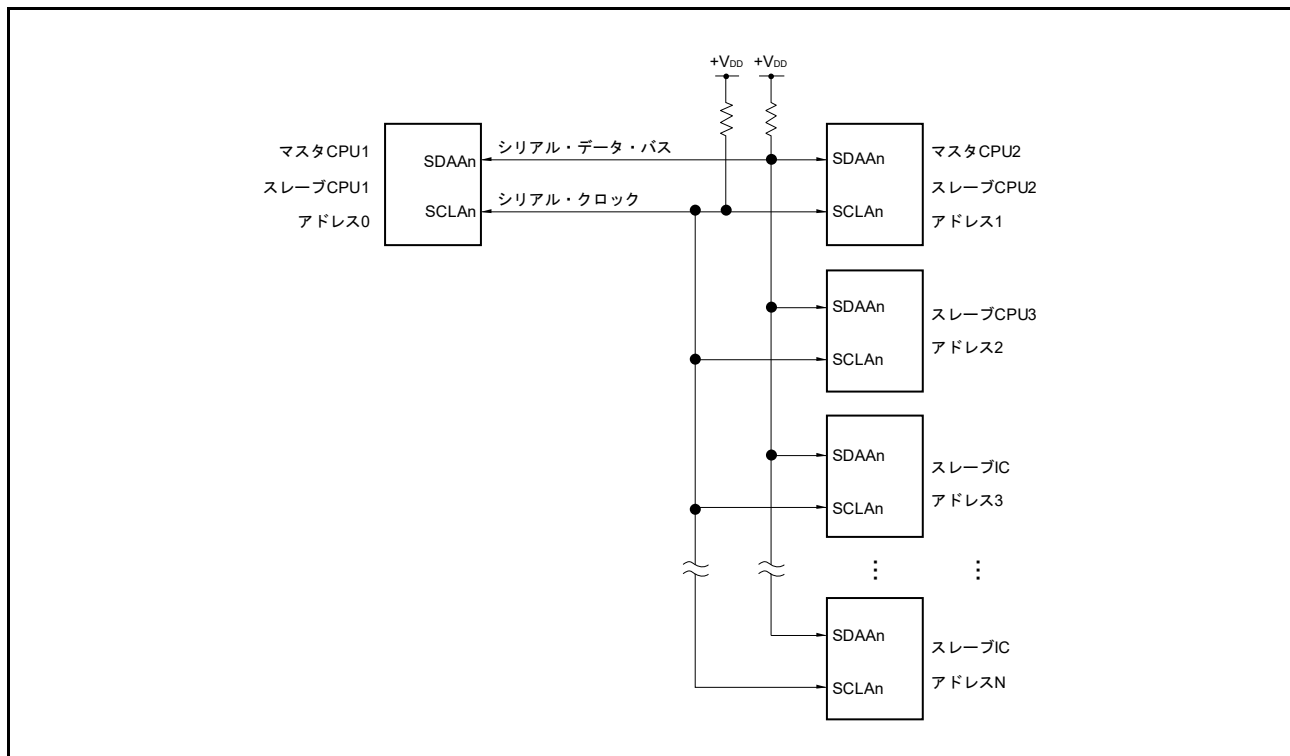 +VDD +VDD
マスタCPU1
スレーブCPU1
アドレス0
SDAAn
SCLAn
シリアル・データ・バス
シリアル・クロック
SDAAn
SCLAn
マスタCPU2
スレーブCPU2
アドレス1
SDAAn
SCLAn
スレーブCPU3
アドレス2
SDAAn
SCLAn
スレーブIC
アドレス3
SDAAn
SCLAn
スレーブIC
アドレスN